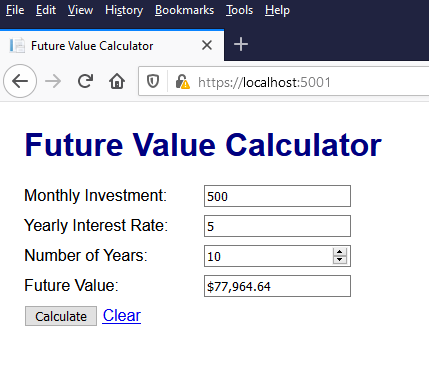 File Edit View History Bookmarks Tools Help
Future Value Calculator
https://localhost:5001
Future Value Calculator
Monthly Investment: 500
Yearly Interest Rate: 5
Number of Years: 10
Future Value: $77,964.64
Calculate Clear